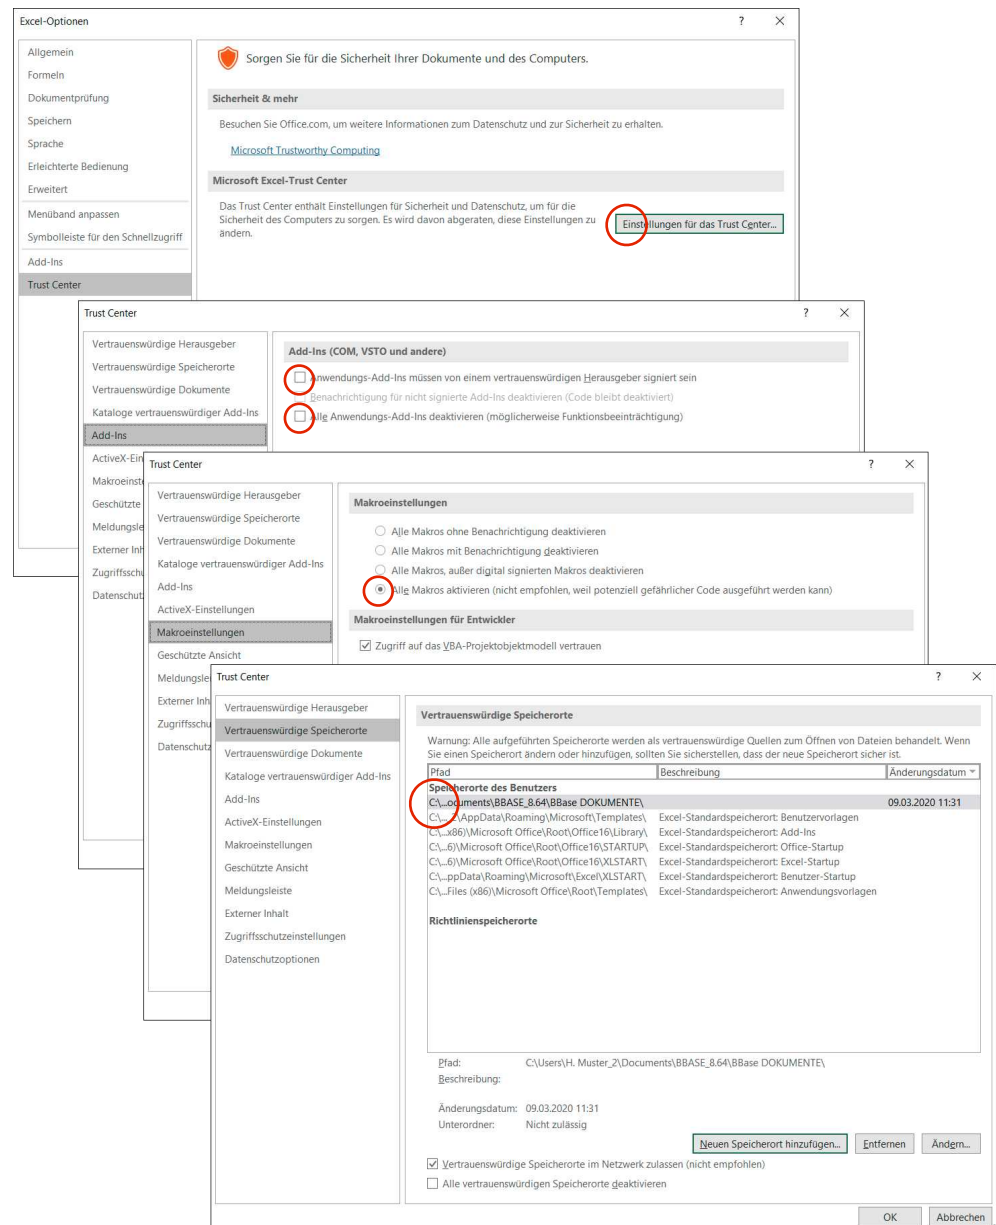 Excel-Optionen
? ✕
Allgemein
Formeln
Dokumentprüfung
Speichern
Sprache
Erleichterte Bedienung
Erweitert
Menüband anpassen
Symbolleiste für den Schnellzugriff
Add-Ins
Trust Center
Sorgen Sie für die Sicherheit Ihrer Dokumente und des Computers.
Sicherheit & mehr
Besuchen Sie Office.com, um weitere Informationen zum Datenschutz und zur Sicherheit zu erhalten.
Microsoft Trustworthy Computing
Microsoft Excel-Trust Center
Das Trust Center enthält Einstellungen für Sicherheit und Datenschutz, um für die
Sicherheit des Computers zu sorgen. Es wird davon abgeraten, diese Einstellungen zu
ändern.
Einstellungen für das Trust Center...
Trust Center
? ✕
Vertrauenswürdige Herausgeber
Vertrauenswürdige Speicherorte
Vertrauenswürdige Dokumente
Kataloge vertrauenswürdiger Add-Ins
Add-Ins
ActiveX-Ein
Makroeinst
Geschützte
Meldungsle
Externer Inh
Zugriffsschu
Datenschutz
Add-Ins (COM, VSTO und andere)
Anwendungs-Add-Ins müssen von einem vertrauenswürdigen Herausgeber signiert sein
Benachrichtigung für nicht signierte Add-Ins deaktivieren (Code bleibt deaktiviert)
Alle Anwendungs-Add-Ins deaktivieren (möglicherweise Funktionsbeeinträchtigung)
Trust Center
? ✕
Vertrauenswürdige Herausgeber
Vertrauenswürdige Speicherorte
Vertrauenswürdige Dokumente
Kataloge vertrauenswürdiger Add-Ins
Add-Ins
ActiveX-Einstellungen
Makroeinstellungen
Geschützte Ansicht
Meldungslei
Externer Inh
Zugriffsschu
Datenschutz
Makroeinstellungen
Alle Makros ohne Benachrichtigung deaktivieren
Alle Makros mit Benachrichtigung deaktivieren
Alle Makros, außer digital signierten Makros deaktivieren
Alle Makros aktivieren (nicht empfohlen, weil potenziell gefährlicher Code ausgeführt werden kann)
Makroeinstellungen für Entwickler
Zugriff auf das VBA-Projektobjektmodell vertrauen
Trust Center
? ✕
Vertrauenswürdige Herausgeber
Vertrauenswürdige Speicherorte
Vertrauenswürdige Dokumente
Kataloge vertrauenswürdiger Add-Ins
Add-Ins
ActiveX-Einstellungen
Makroeinstellungen
Geschützte Ansicht
Meldungsleiste
Externer Inhalt
Zugriffsschutzeinstellungen
Datenschutzoptionen
Vertrauenswürdige Speicherorte
Warnung: Alle aufgeführten Speicherorte werden als vertrauenswürdige Quellen zum Öffnen von Dateien behandelt. Wenn
Sie einen Speicherort ändern oder hinzufügen, sollten Sie sicherstellen, dass der neue Speicherort sicher ist.
Pfad Beschreibung Änderungsdatum
Speicherorte des Benutzers
C:\...ocuments\BBASE_8.64\BBase DOKUMENTE\ 09.03.2020 11:31
C:\..._2\AppData\Roaming\Microsoft\Templates\ Excel-Standardspeicherort: Benutzervorlagen
C:\...x86)\Microsoft Office\Root\Office16\Library\ Excel-Standardspeicherort: Add-Ins
C:\...6)\Microsoft Office\Root\Office16\STARTUP\ Excel-Standardspeicherort: Office-Startup
C:\...6)\Microsoft Office\Root\Office16\XLSTART\ Excel-Standardspeicherort: Excel-Startup
C:\...ppData\Roaming\Microsoft\Excel\XLSTART\ Excel-Standardspeicherort: Benutzer-Startup
C:\...Files (x86)\Microsoft Office\Root\Templates\ Excel-Standardspeicherort: Anwendungsvorlagen
Richtlinienspeicherorte
Pfad: C:\Users\H. Muster_2\Documents\BBASE_8.64\BBase DOKUMENTE\
Beschreibung:
Änderungsdatum: 09.03.2020 11:31
Unterordner: Nicht zulässig
Neuen Speicherort hinzufügen... Entfernen Ändern...
Vertrauenswürdige Speicherorte im Netzwerk zulassen (nicht empfohlen)
Alle vertrauenswürdigen Speicherorte deaktivieren
OK Abbrechen